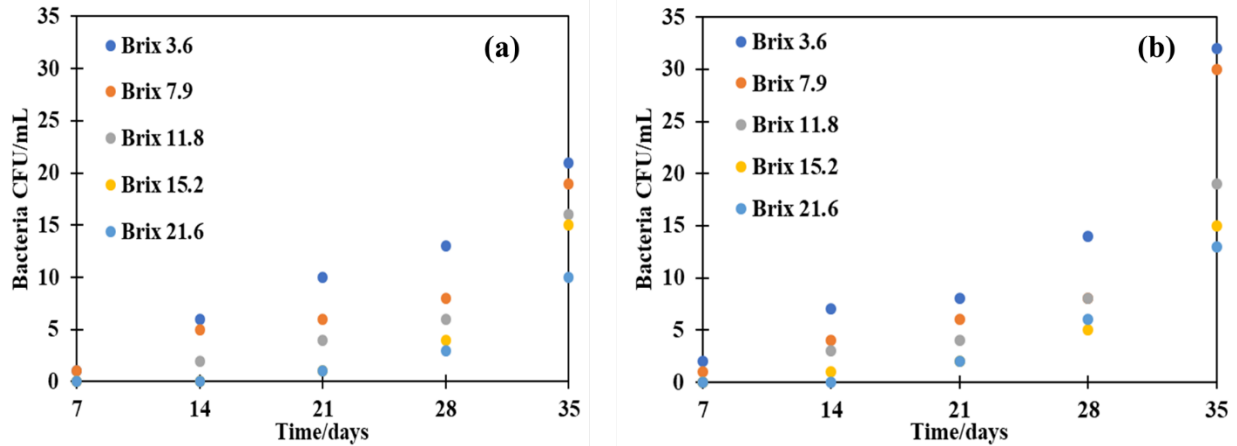 35
30
25
20
15
10
5
0
Bacteria CFU/mL
Brix 3.6
Brix 7.9
Brix 11.8
Brix 15.2
Brix 21.6
(a)
7 14 21 28 35
Time/days
35
30
25
20
15
10
5
0
Bacteria CFU/mL
Brix 3.6
Brix 7.9
Brix 11.8
Brix 15.2
Brix 21.6
(b)
7 14 21 28 35
Time/days